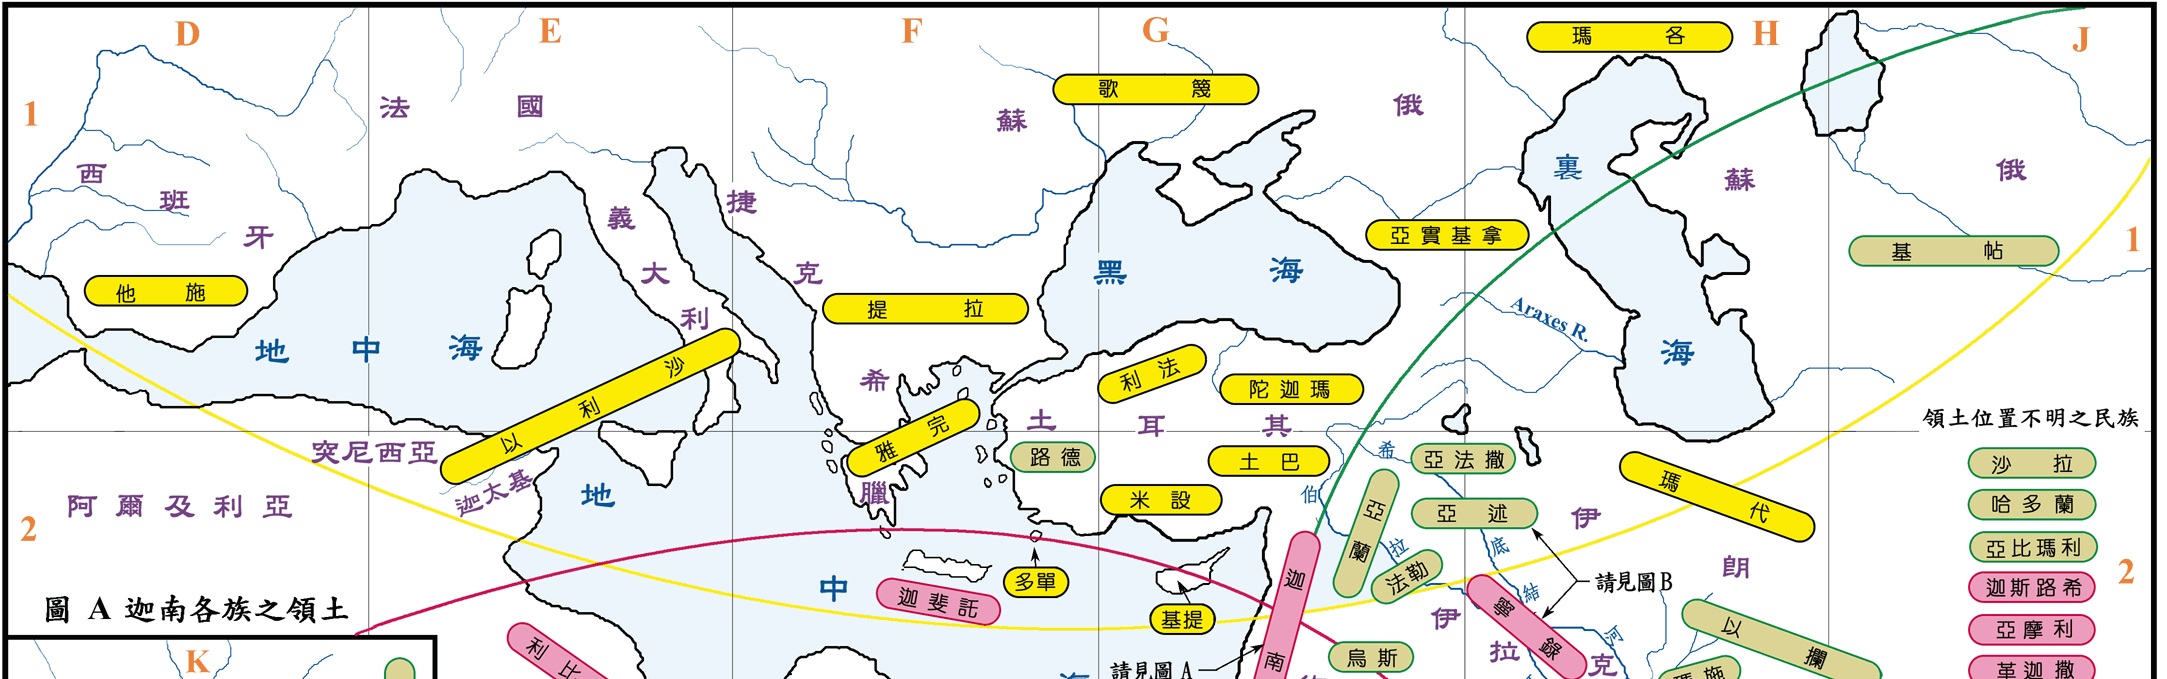 D E F G H J
瑪各
歌篾
1 法國 蘇 俄
西班牙
義大利
捷克
裏海
蘇俄
亞實基拿
基帖
1
他施
提拉
黑海
Araxes R.
地中海
以利沙
希臘
雅完
利法
陀迦瑪
土耳其
領土位置不明之民族
突尼西亞
迦太基
路德
土巴
希底結河
亞法撒
沙拉
阿爾及利亞
2
地中海
米設
伯拉
亞蘭
亞述
伊朗
瑪代
哈多蘭
亞比瑪利
2
多單
法勒
請見圖B
迦斐託
基提
迦南
伊拉克
寧錄
迦斯路希
圖 A 迦南各族之領土
利比
請見圖 A
烏斯
以攔
亞摩利
K
瑪施
革迦撒